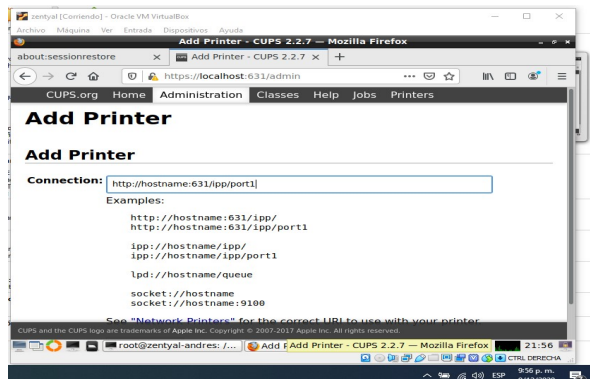 zentyal [Corriendo] - Oracle VM VirtualBox
Archivo Máquina Ver Entrada Dispositivos Ayuda
Add Printer - CUPS 2.2.7 — Mozilla Firefox
about:sessionrestore
Add Printer - CUPS 2.2.7
https://localhost:631/admin
CUPS.org Home Administration Classes Help Jobs Printers
Add Printer
Add Printer
Connection: http://hostname:631/ipp/port1
Examples:
http://hostname:631/ipp/
http://hostname:631/ipp/port1
ipp://hostname/ipp/
ipp://hostname/ipp/port1
lpd://hostname/queue
socket://hostname
socket://hostname:9100
See "Network Printers" for the correct URI to use with your printer.
CUPS and the CUPS logo are trademarks of Apple Inc. Copyright © 2007-2017 Apple Inc. All rights reserved.
root@zentyal-andres: /... Add Add Printer - CUPS 2.2.7 — Mozilla Firefox 21:56
CTRL DERECHA
ESP 9:56 p. m.